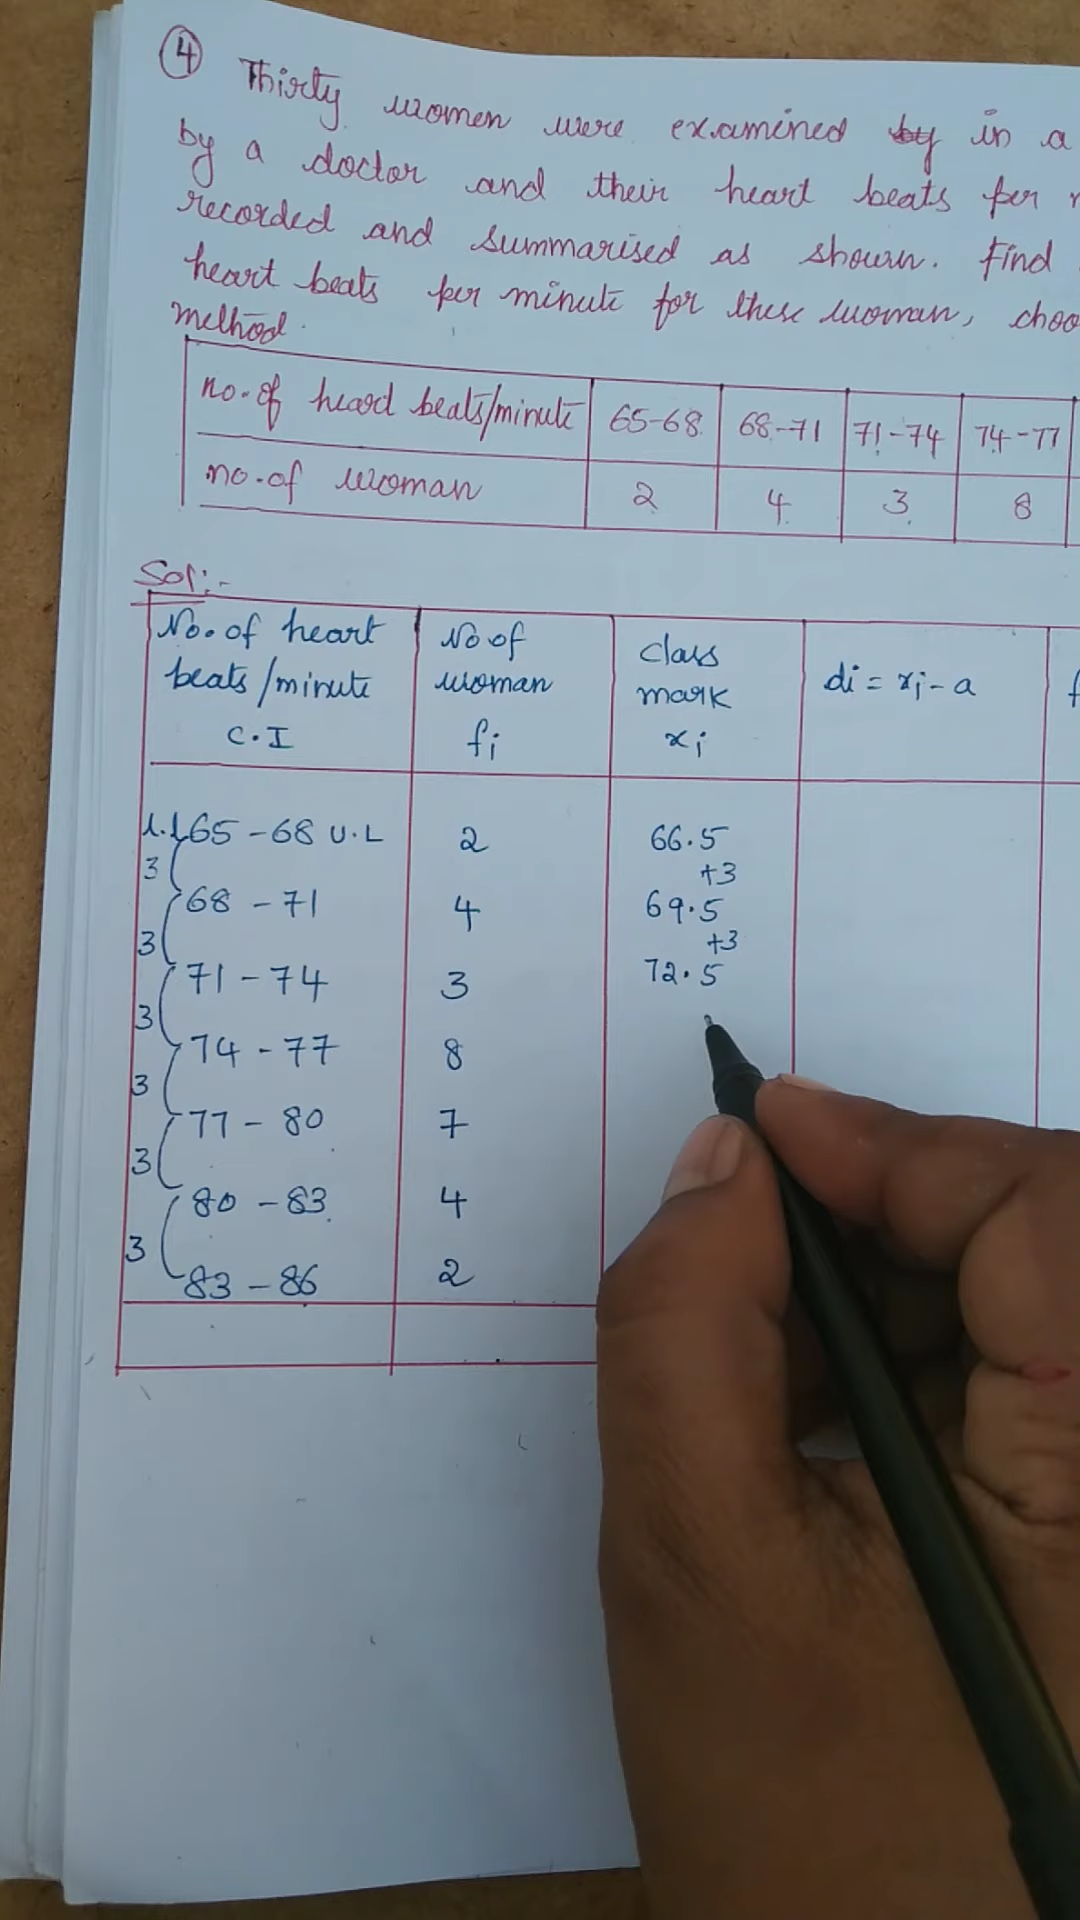 4 Thirty women were examined by in a
by a doctor and their heart beats per
recorded and summarised as shown. Find
heart beats per minute for these woman, choo
method.
no. of heard beats/minute 65-68 68-71 71-74 74-77
no. of woman 2 4 3 8
Sol:-
No. of heart No of class
beats/minute woman mark di = xi - a
C.I fi xi
L.L 65 - 68 U.L 2 66.5
3 +3
68 - 71 4 69.5
3 +3
71 - 74 3 72.5
3
74 - 77 8
3
77 - 80 7
3
80 - 83 4
3
83 - 86 2